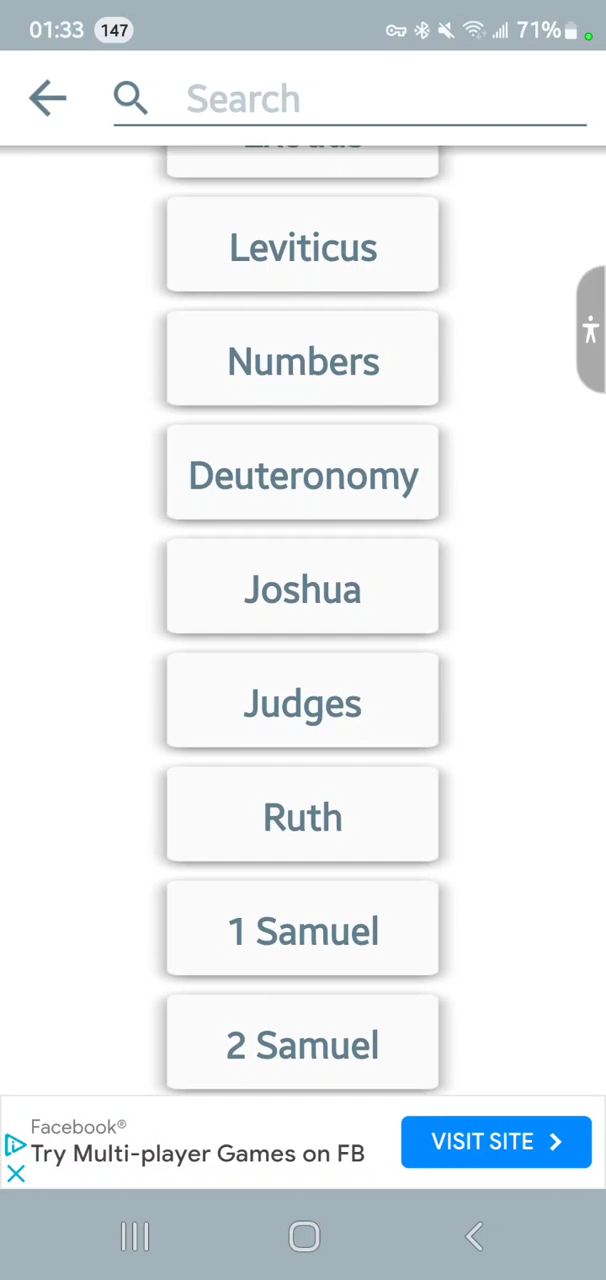 01:33 147 71%
Search
Leviticus
Numbers
Deuteronomy
Joshua
Judges
Ruth
1 Samuel
2 Samuel
Facebook®
Try Multi-player Games on FB
VISIT SITE